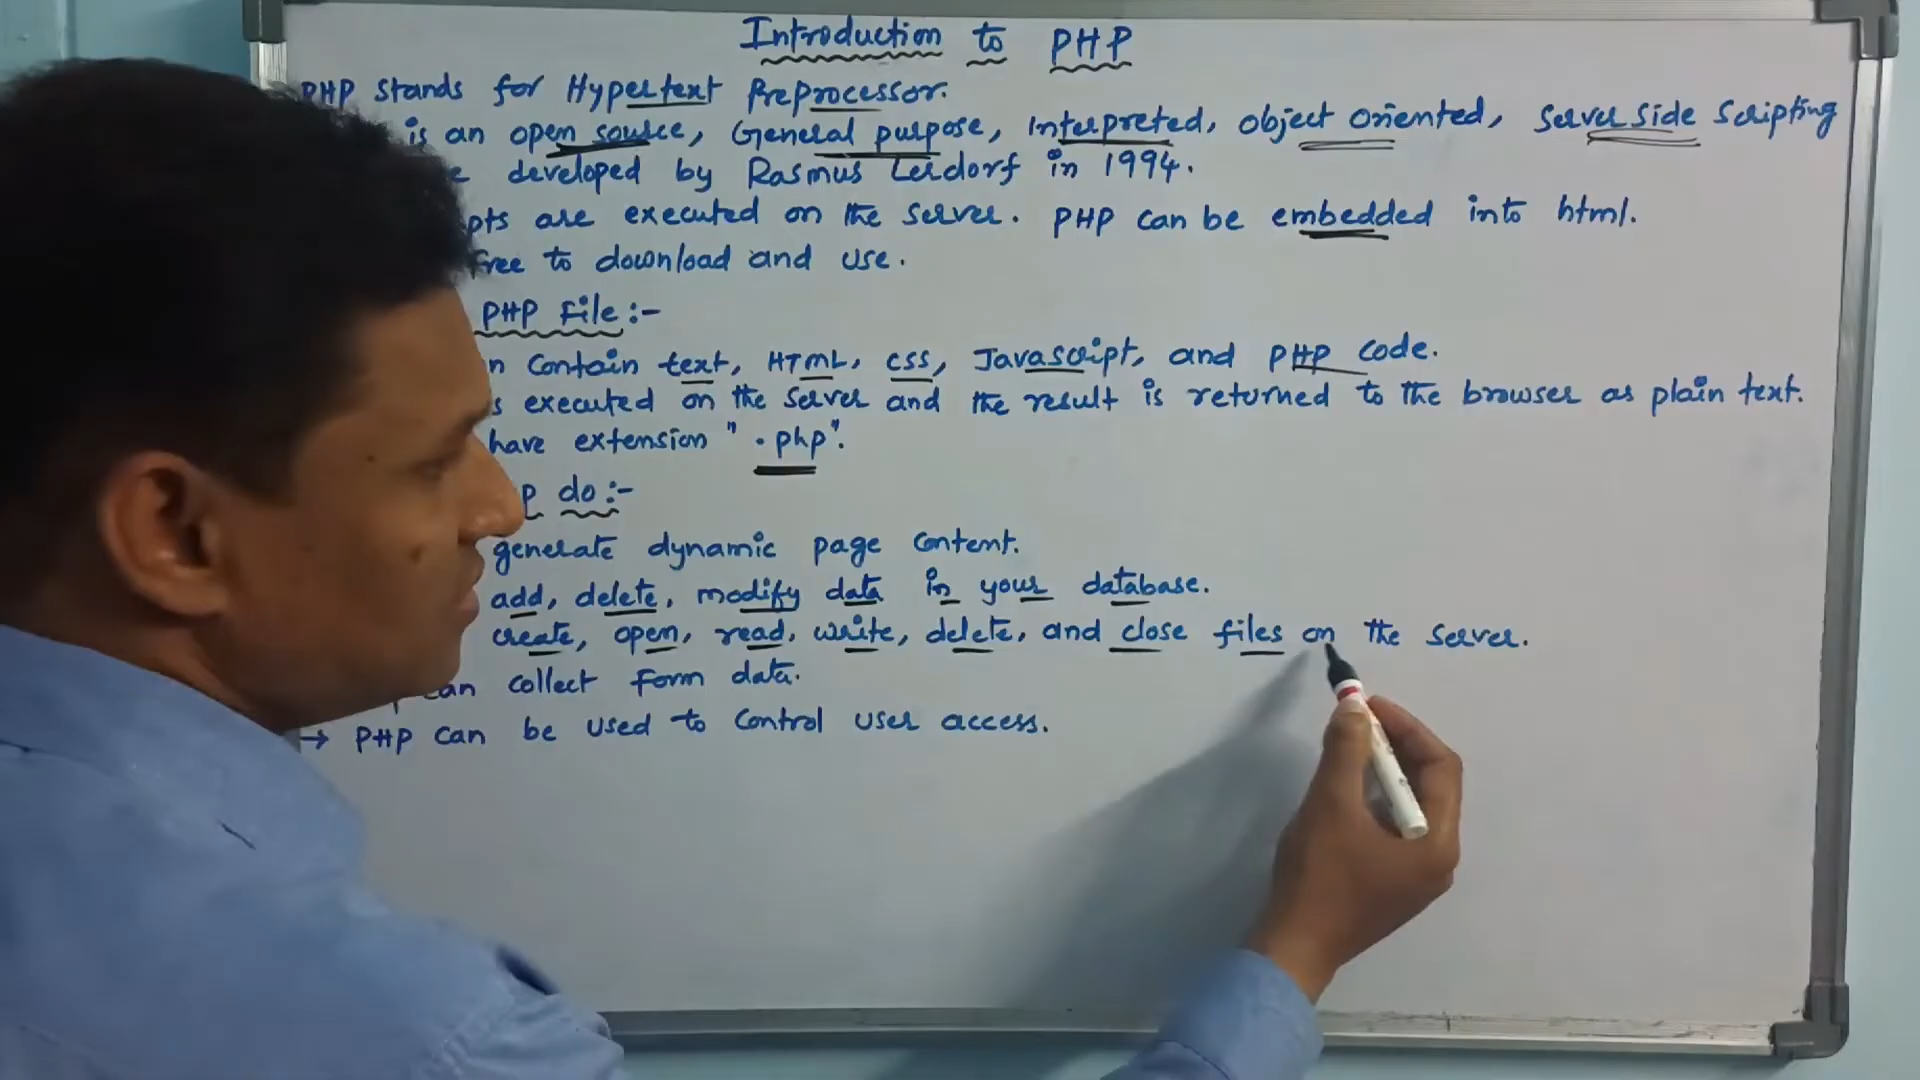 Introduction to PHP
PHP stands for Hypertext Preprocessor.
is an open source, General purpose, Interpreted, object oriented, Server side Scripting
developed by Rasmus Lerdorf in 1994.
pts are executed on the server. PHP can be embedded into html.
free to download and use.
PHP File:-
n contain text, HTML, CSS, Javascript, and PHP code.
s executed on the server and the result is returned to the browser as plain text.
have extension ".php".
p do:-
generate dynamic page content.
add, delete, modify data in your database.
create, open, read, write, delete, and close files on the server.
can collect form data.
→ PHP can be used to control user access.